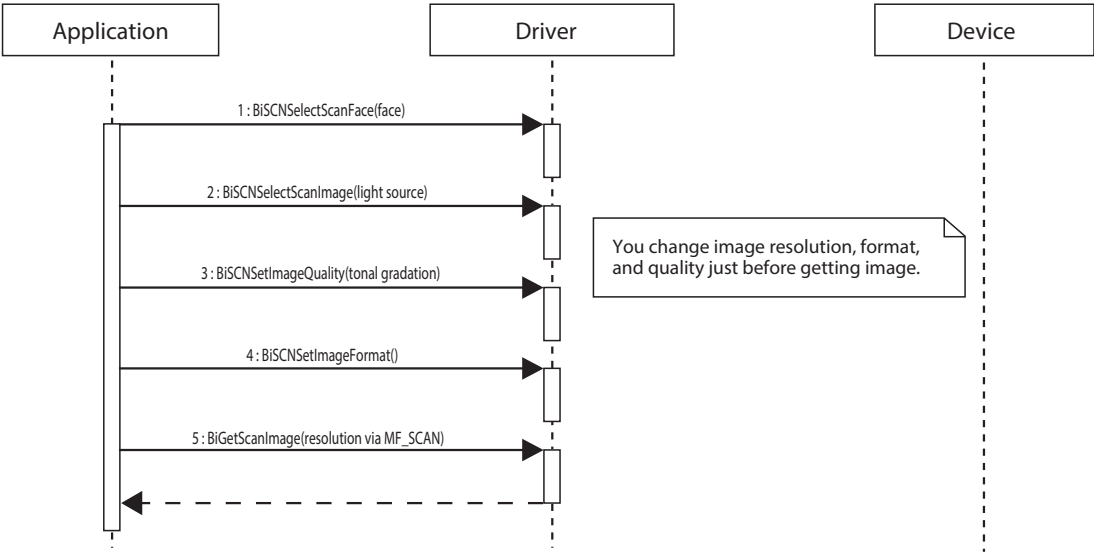 Application
Driver
Device
1 : BiSCNSelectScanFace(face)
2 : BiSCNSelectScanImage(light source)
You change image resolution, format,
and quality just before getting image.
3 : BiSCNSetImageQuality(tonal gradation)
4 : BiSCNSetImageFormat()
5 : BiGetScanImage(resolution via MF_SCAN)